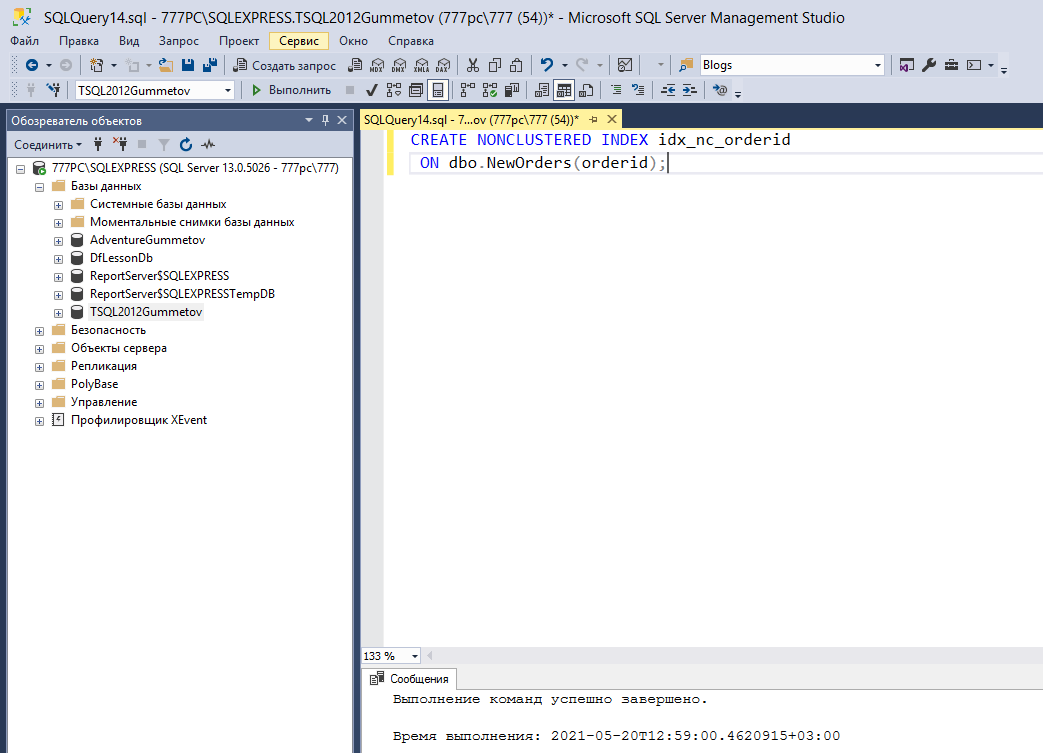 SQLQuery14.sql - 777PC\SQLEXPRESS.TSQL2012Gummetov (777pc\777 (54))* - Microsoft SQL Server Management Studio
Файл Правка Вид Запрос Проект Сервис Окно Справка
Создать запрос MDX DMX XMLA DAX Blogs
TSQL2012Gummetov Выполнить
Обозреватель объектов
SQLQuery14.sql - 7...ov (777pc\777 (54))*
Соединить
777PC\SQLEXPRESS (SQL Server 13.0.5026 - 777pc\777)
Базы данных
Системные базы данных
Моментальные снимки базы данных
AdventureGummetov
DfLessonDb
ReportServer$SQLEXPRESS
ReportServer$SQLEXPRESSTempDB
TSQL2012Gummetov
Безопасность
Объекты сервера
Репликация
PolyBase
Управление
Профилировщик XEvent
CREATE NONCLUSTERED INDEX idx_nc_orderid
ON dbo.NewOrders(orderid);
133 %
Сообщения
Выполнение команд успешно завершено.
Время выполнения: 2021-05-20T12:59:00.4620915+03:00